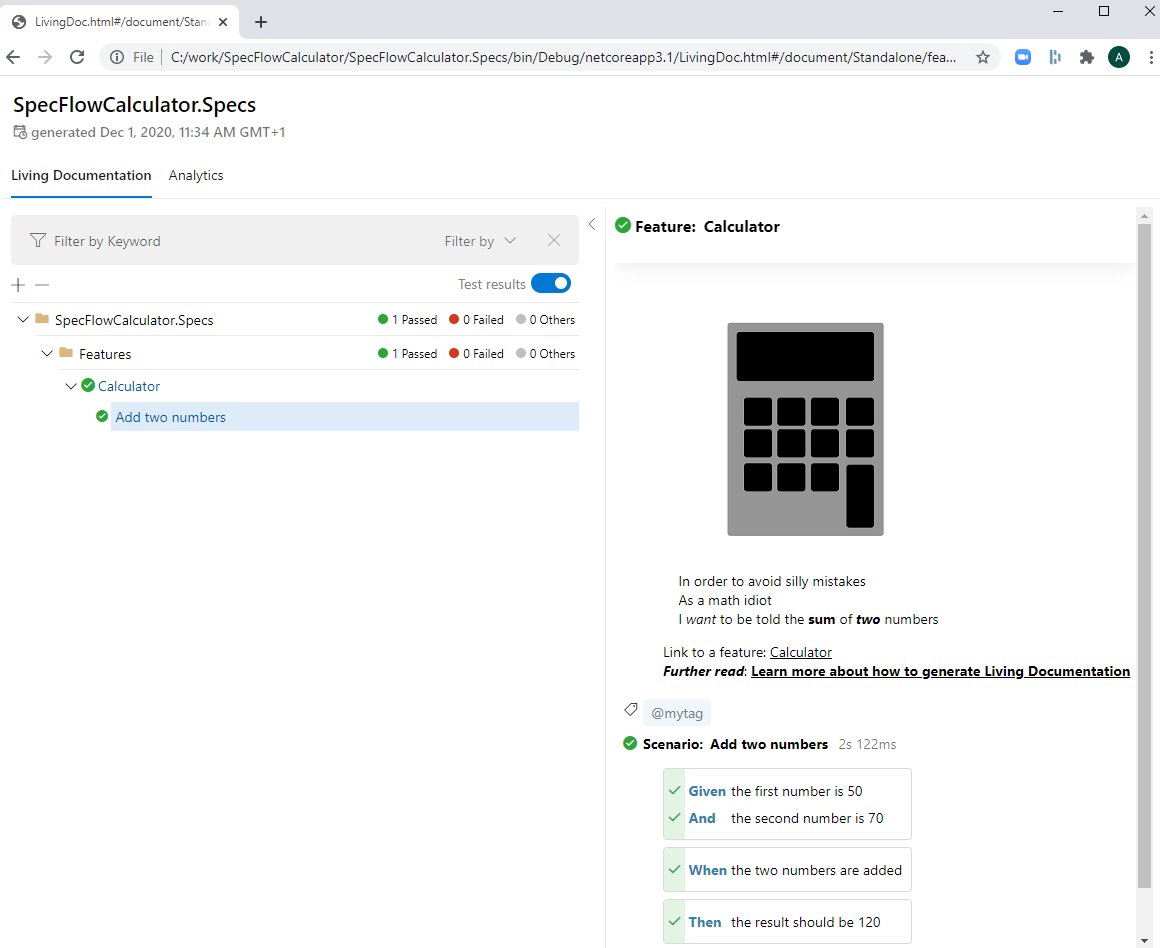 LivingDoc.html#/document/Stan
File
C:/work/SpecFlowCalculator/SpecFlowCalculator.Specs/bin/Debug/netcoreapp3.1/LivingDoc.html#/document/Standalone/fea...
A
SpecFlowCalculator.Specs
generated Dec 1, 2020, 11:34 AM GMT+1
Living Documentation Analytics
Filter by Keyword Filter by
Test results
SpecFlowCalculator.Specs 1 Passed 0 Failed 0 Others
Features 1 Passed 0 Failed 0 Others
Calculator
Add two numbers
Feature: Calculator
In order to avoid silly mistakes
As a math idiot
I want to be told the sum of two numbers
Link to a feature: Calculator
Further read: Learn more about how to generate Living Documentation
@mytag
Scenario: Add two numbers 2s 122ms
Given the first number is 50
And the second number is 70
When the two numbers are added
Then the result should be 120